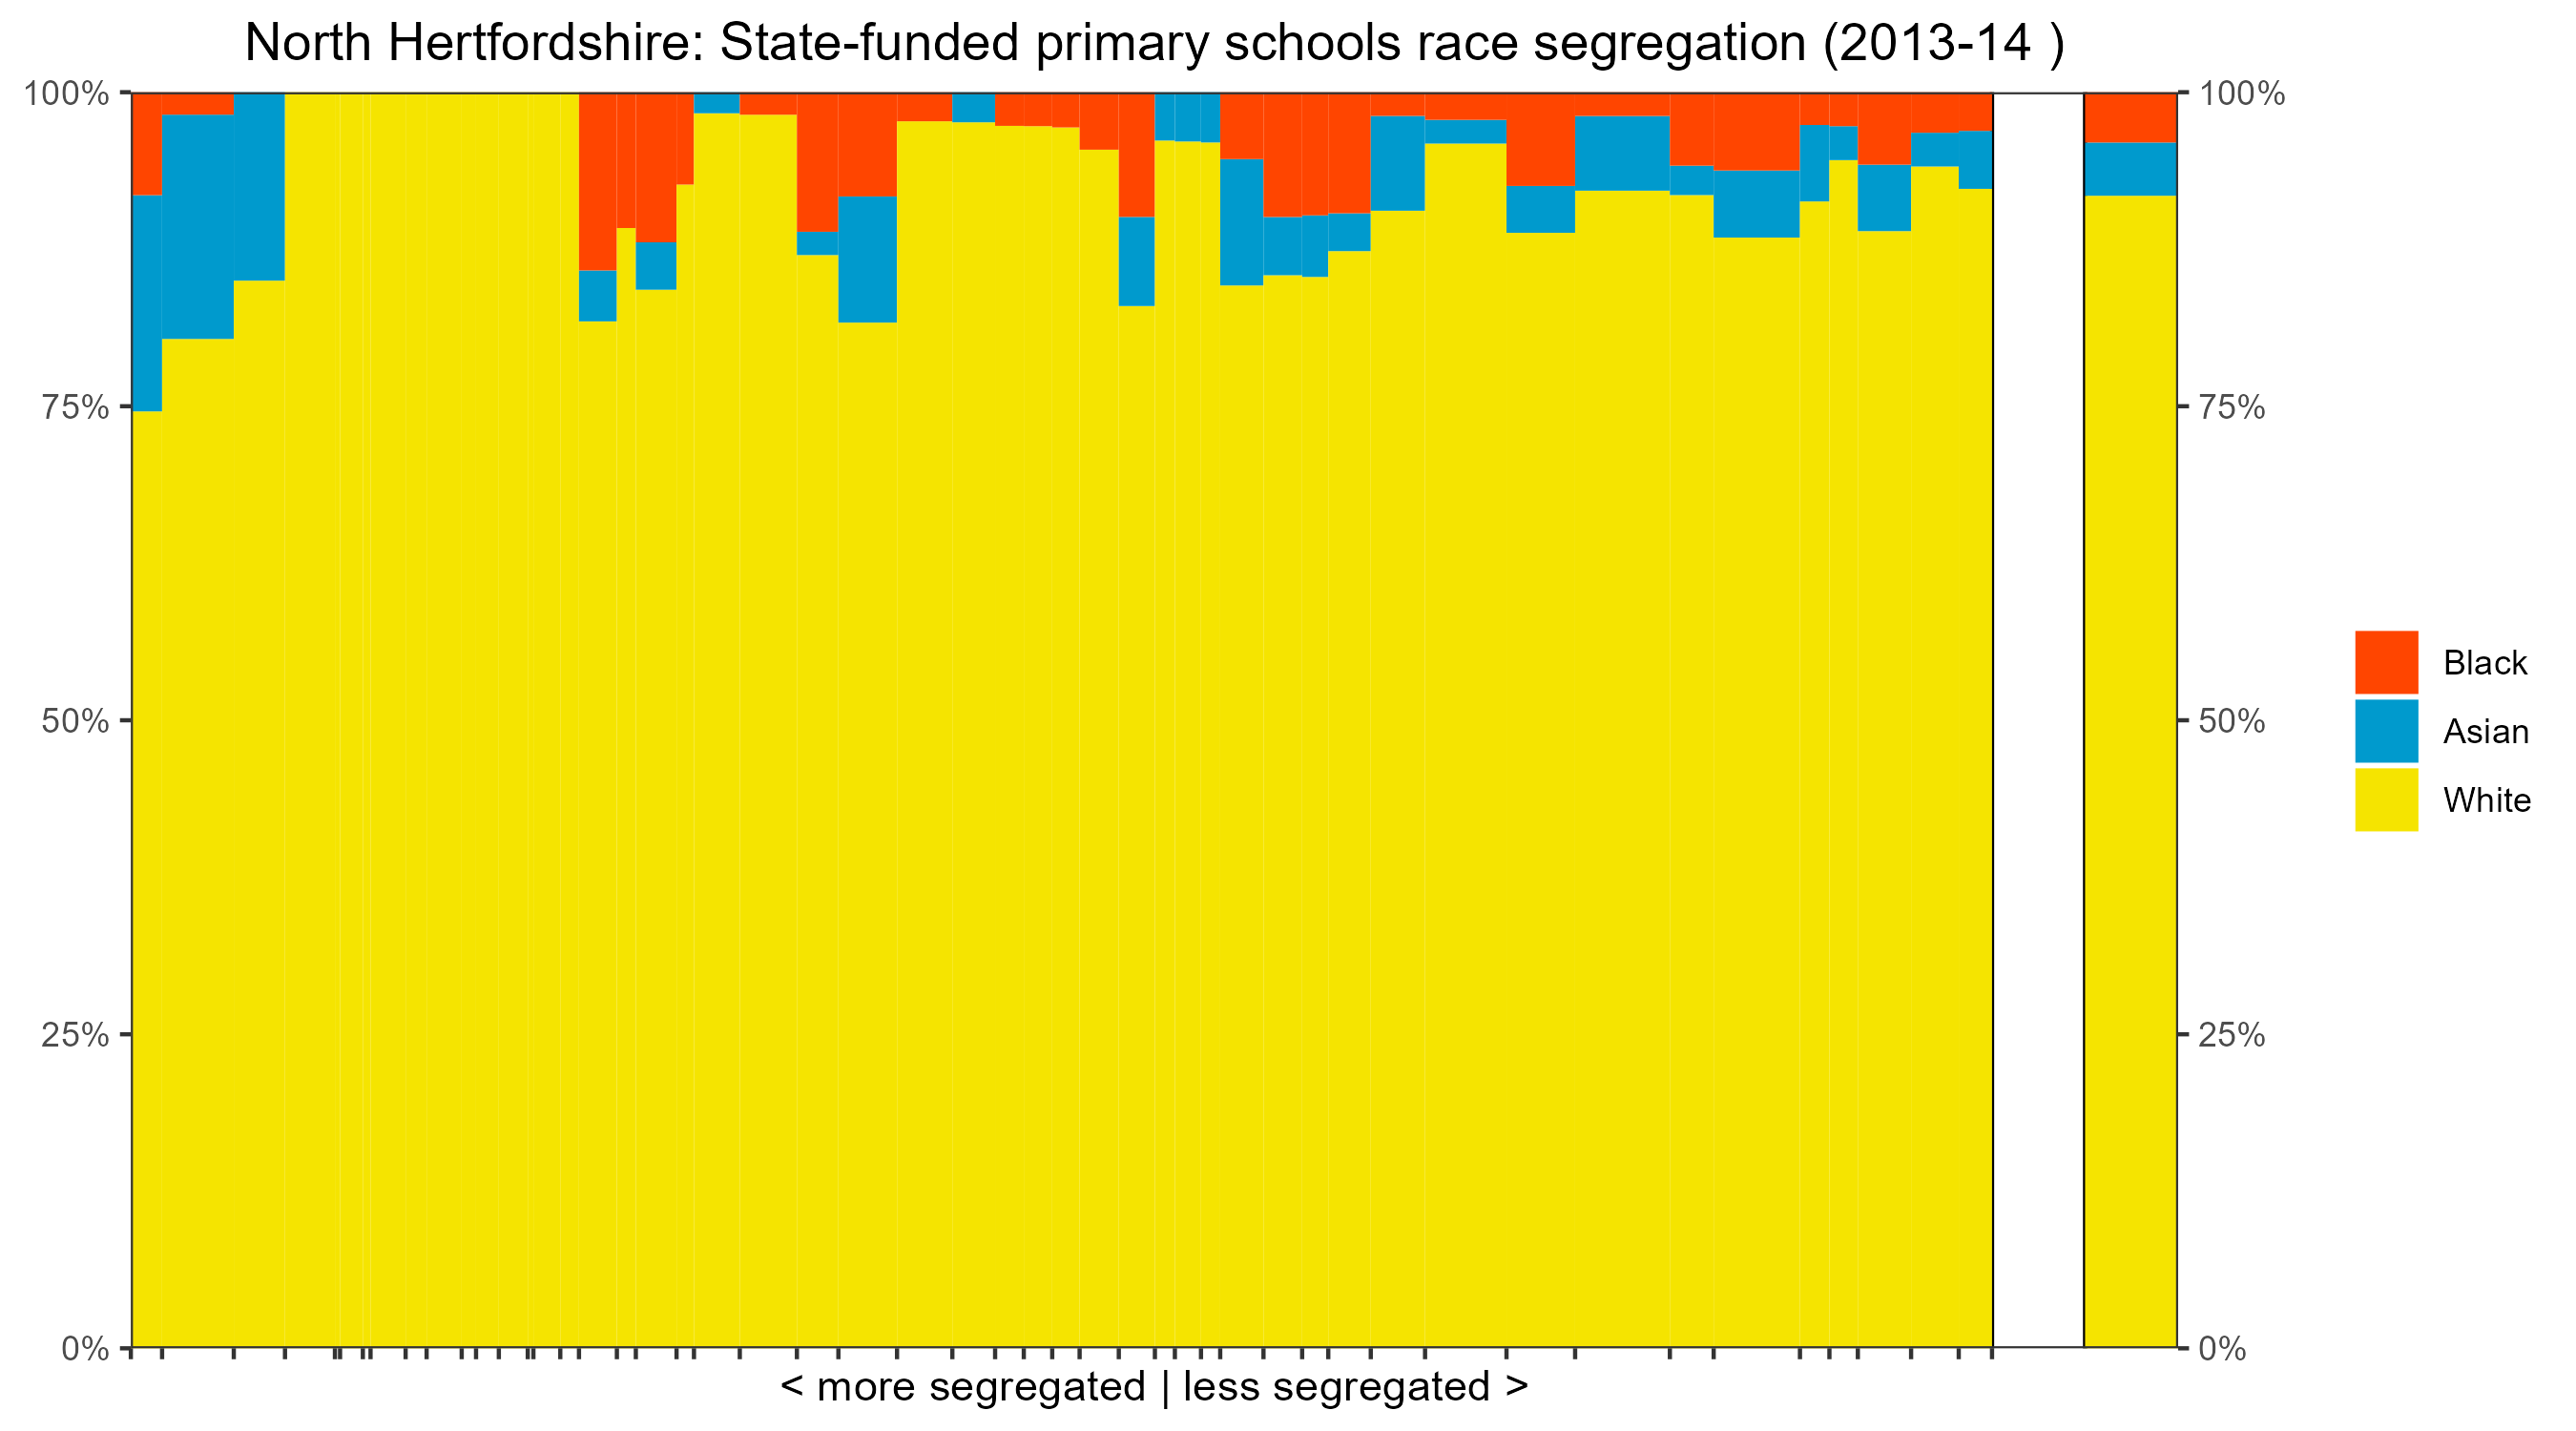 North Hertfordshire: State-funded primary schools race segregation (2013-14 )
100%
75%
50%
25%
0%
100%
75%
50%
25%
0%
Black
Asian
White
< more segregated | less segregated >